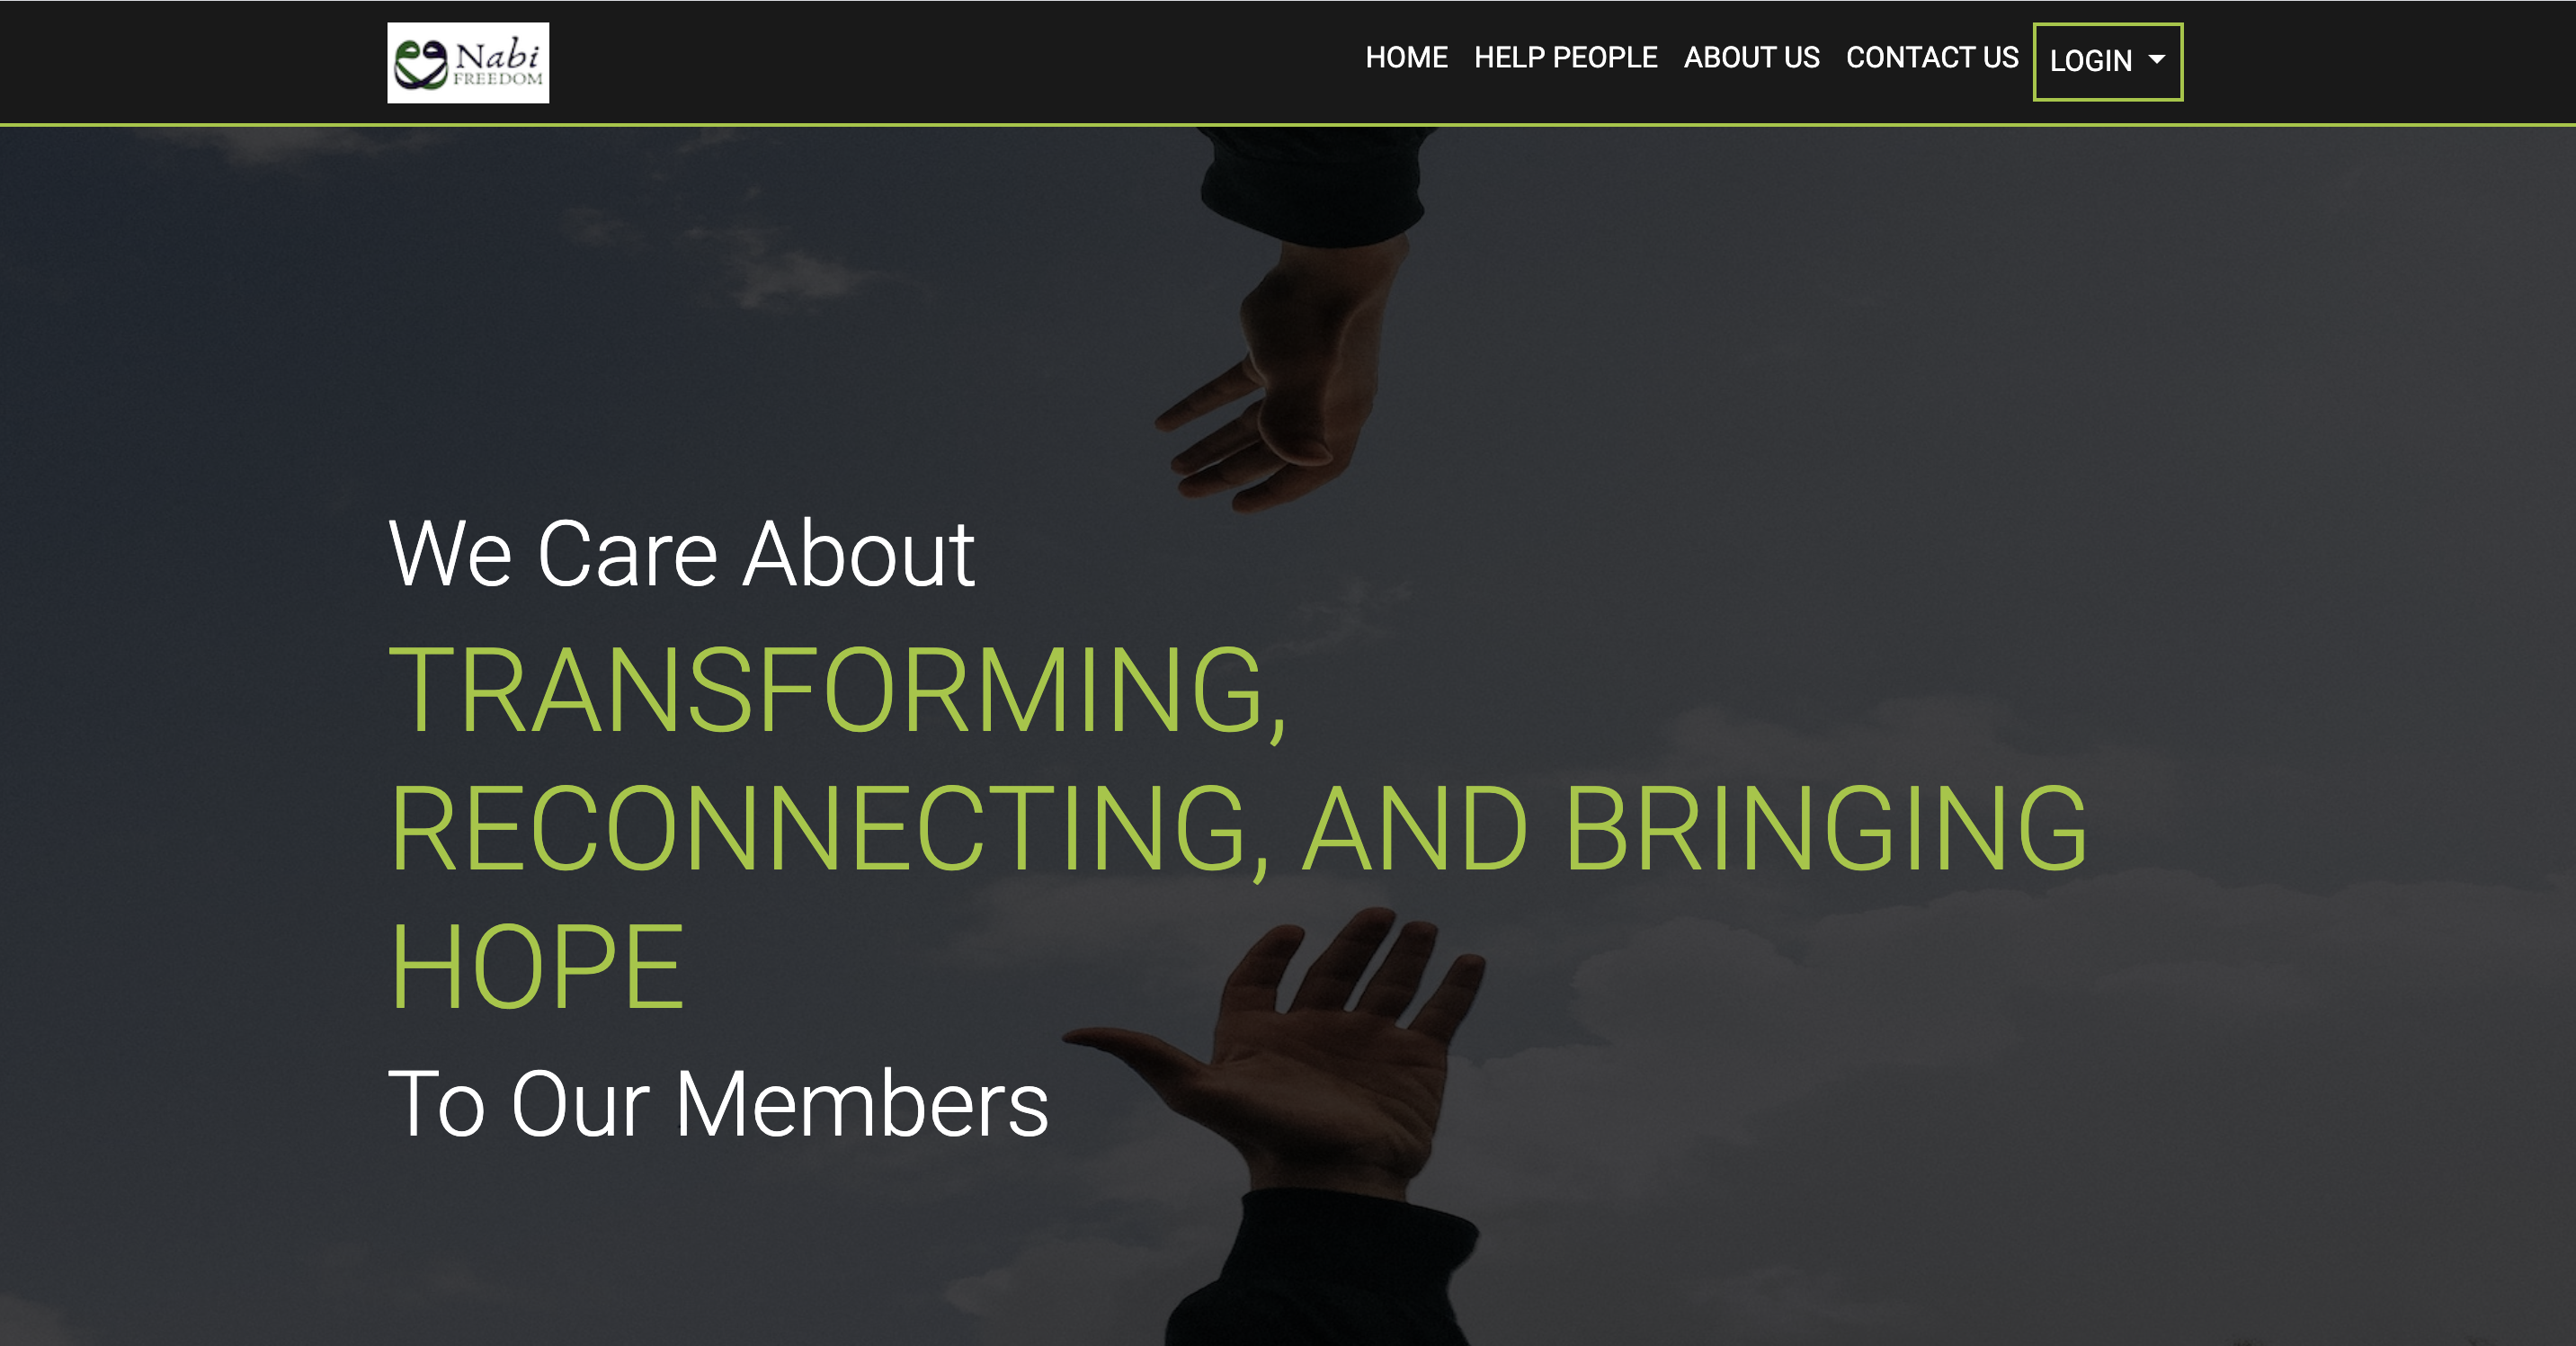 Nabi
FREEDOM
HOME HELP PEOPLE ABOUT US CONTACT US LOGIN
We Care About
TRANSFORMING,
RECONNECTING, AND BRINGING
HOPE
To Our Members